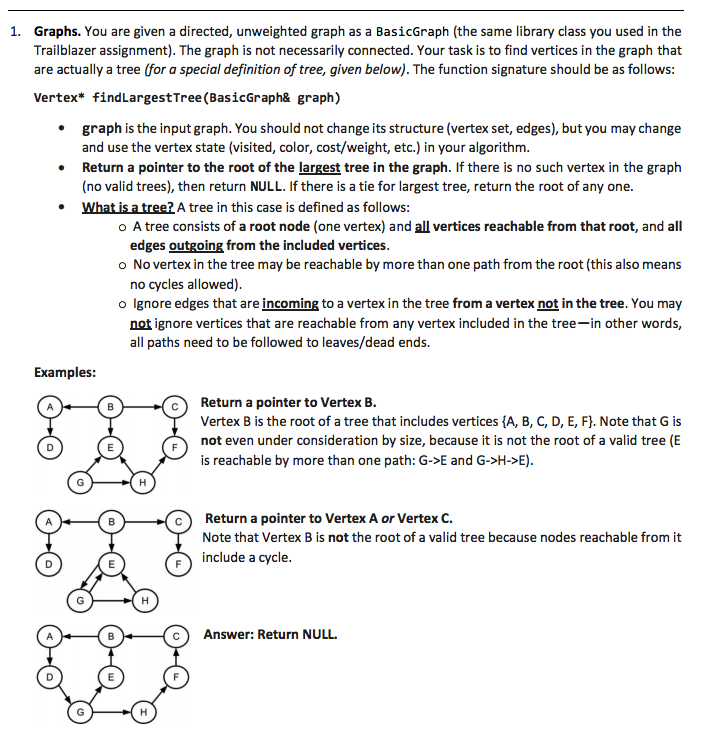 1. Graphs. You are given a directed, unweighted graph as a BasicGraph (the same library class you used in the
Trailblazer assignment). The graph is not necessarily connected. Your task is to find vertices in the graph that
are actually a tree (for a special definition of tree, given below). The function signature should be as follows:
Vertex* findLargestTree(BasicGraph& graph)
• graph is the input graph. You should not change its structure (vertex set, edges), but you may change
and use the vertex state (visited, color, cost/weight, etc.) in your algorithm.
• Return a pointer to the root of the largest tree in the graph. If there is no such vertex in the graph
(no valid trees), then return NULL. If there is a tie for largest tree, return the root of any one.
• What is a tree? A tree in this case is defined as follows:
o A tree consists of a root node (one vertex) and all vertices reachable from that root, and all
edges outgoing from the included vertices.
o No vertex in the tree may be reachable by more than one path from the root (this also means
no cycles allowed).
o Ignore edges that are incoming to a vertex in the tree from a vertex not in the tree. You may
not ignore vertices that are reachable from any vertex included in the tree—in other words,
all paths need to be followed to leaves/dead ends.
Examples:
A B C
D E F
G H
Return a pointer to Vertex B.
Vertex B is the root of a tree that includes vertices {A, B, C, D, E, F}. Note that G is
not even under consideration by size, because it is not the root of a valid tree (E
is reachable by more than one path: G->E and G->H->E).
A B C
D E F
G H
Return a pointer to Vertex A or Vertex C.
Note that Vertex B is not the root of a valid tree because nodes reachable from it
include a cycle.
A B C
D E F
G H
Answer: Return NULL.